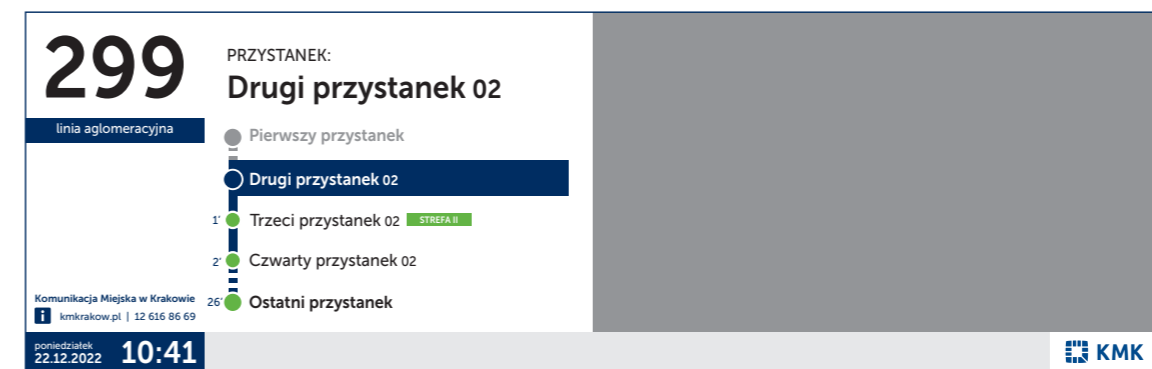 299
linia aglomeracyjna
PRZYSTANEK:
Drugi przystanek 02
Pierwszy przystanek
Drugi przystanek 02
1' Trzeci przystanek 02 STREFA II
2' Czwarty przystanek 02
26' Ostatni przystanek
Komunikacja Miejska w Krakowie
i kmkrakow.pl | 12 616 86 69
poniedziałek
22.12.2022
10:41
KMK